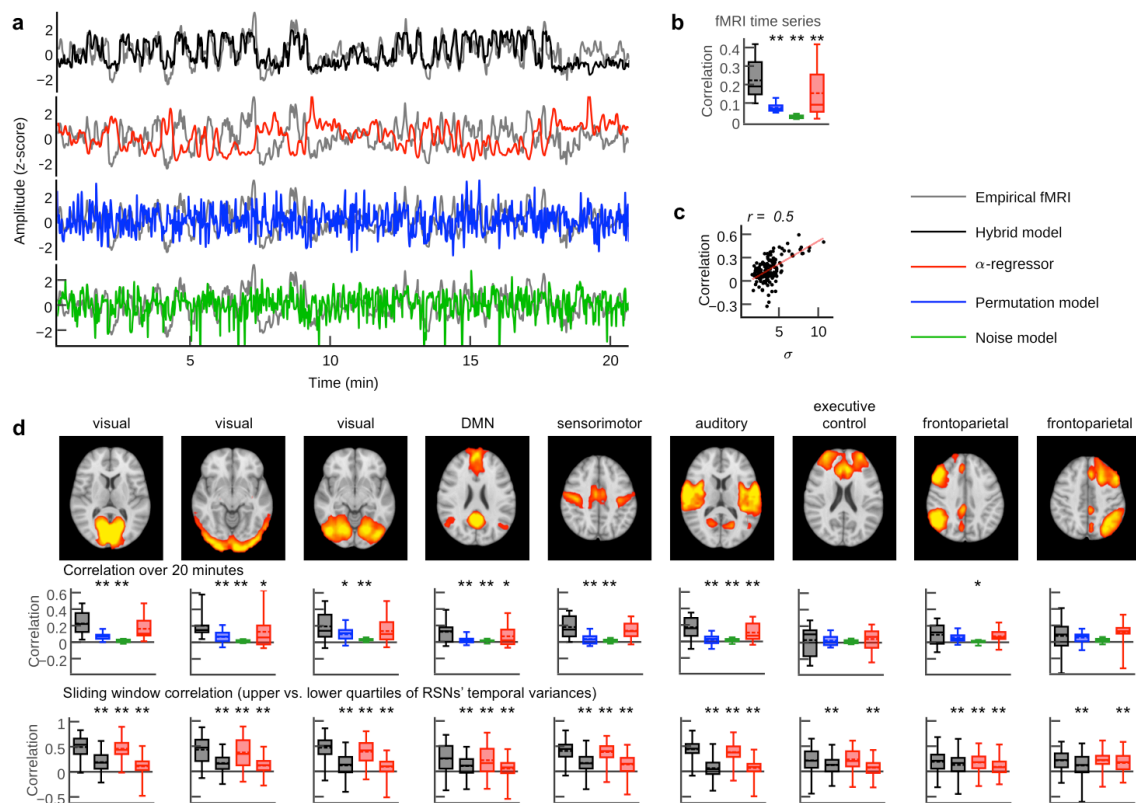 a
2
0
−2
2
0
−2
2
0
−2
2
0
−2
Amplitude (z-score)
5
10
15
20
Time (min)
b
fMRI time series
** ** **
0.4
0.3
0.2
0.1
0
Correlation
c
r = 0.5
0.6
0.3
0
−0.3
Correlation
5
10
σ
Empirical fMRI
Hybrid model
α-regressor
Permutation model
Noise model
d
visual
visual
visual
DMN
sensorimotor
auditory
executive
control
frontoparietal
frontoparietal
Correlation over 20 minutes
** **
** ** *
* **
** ** *
** **
** ** **
*
0.6
0.4
0.2
0
−0.2
Correlation
Sliding window correlation (upper vs. lower quartiles of RSNs' temporal variances)
** ** **
** ** **
** ** **
** ** **
** ** **
** ** **
** **
** ** **
** **
1
0.5
0
−0.5
Correlation